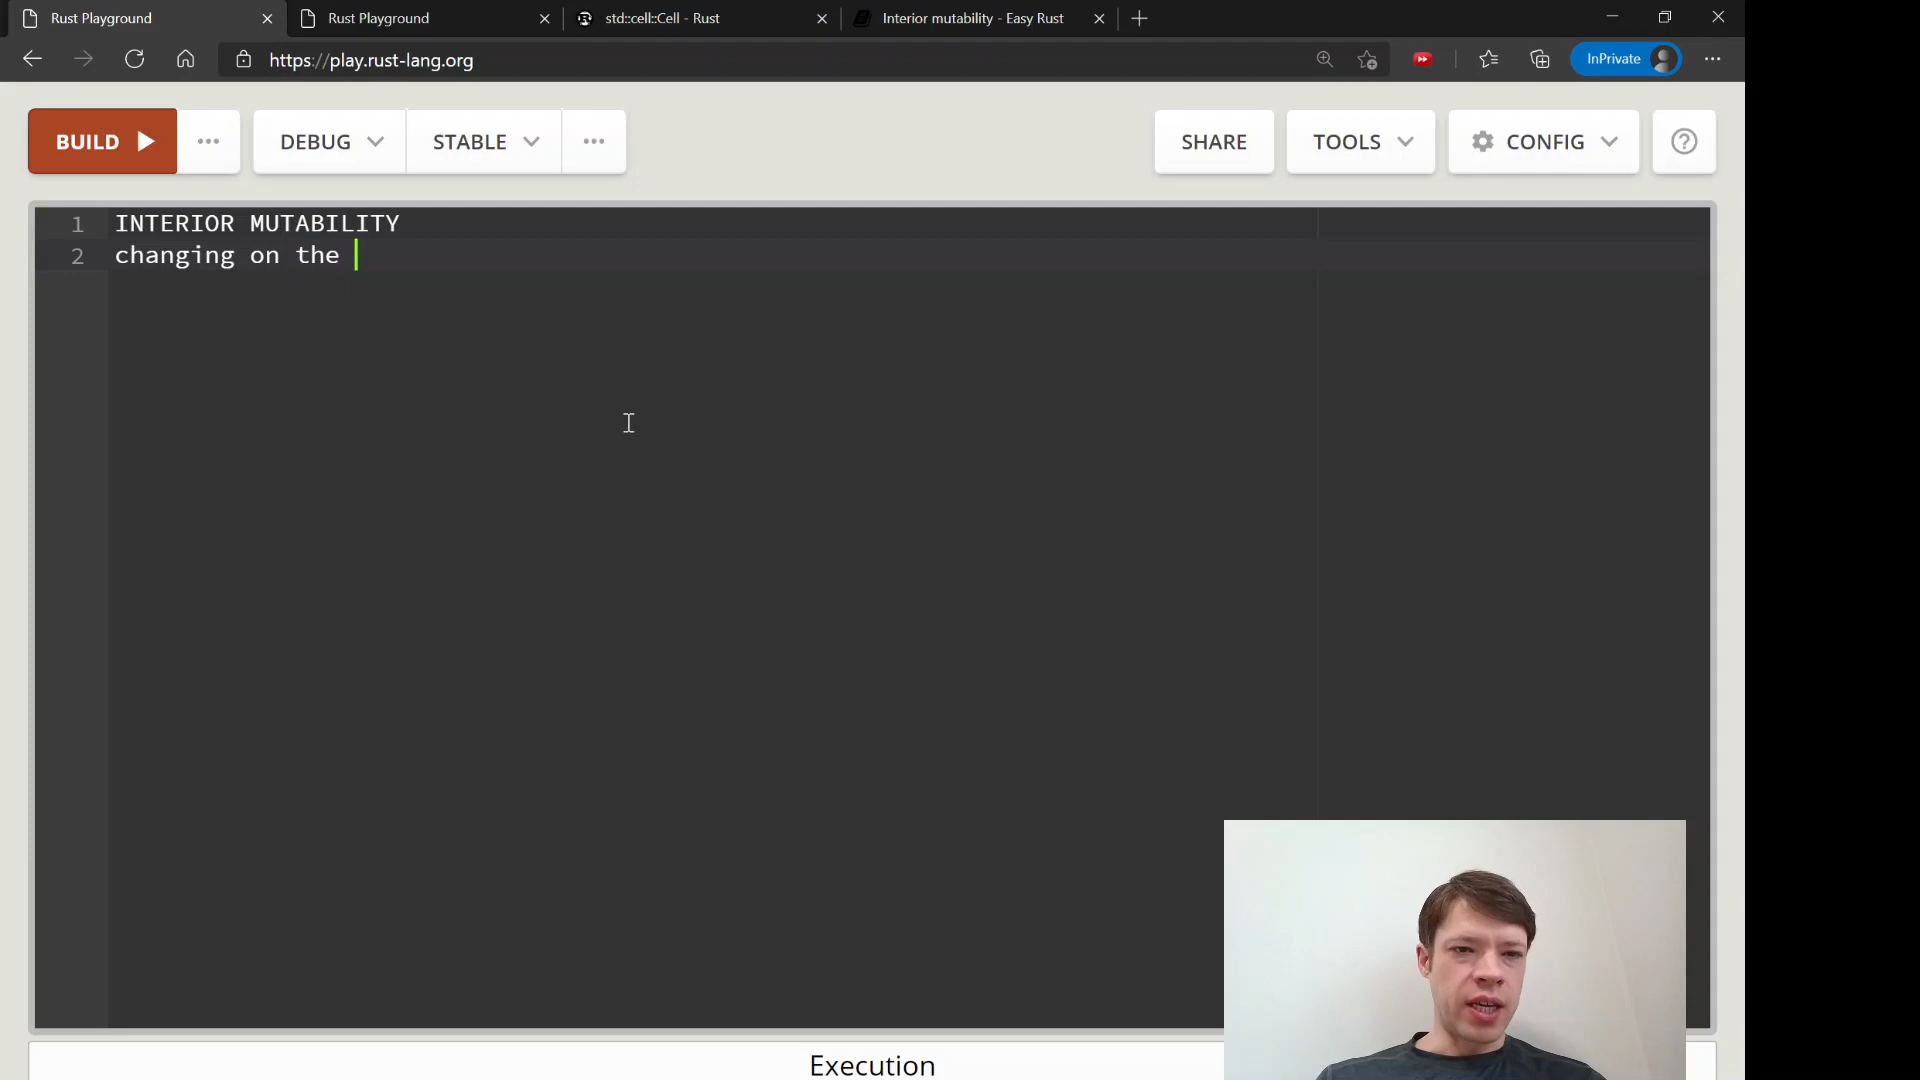 Rust Playground
Rust Playground
std::cell::Cell - Rust
Interior mutability - Easy Rust
https://play.rust-lang.org
InPrivate
BUILD
DEBUG
STABLE
SHARE
TOOLS
CONFIG
1 INTERIOR MUTABILITY
2 changing on the
Execution